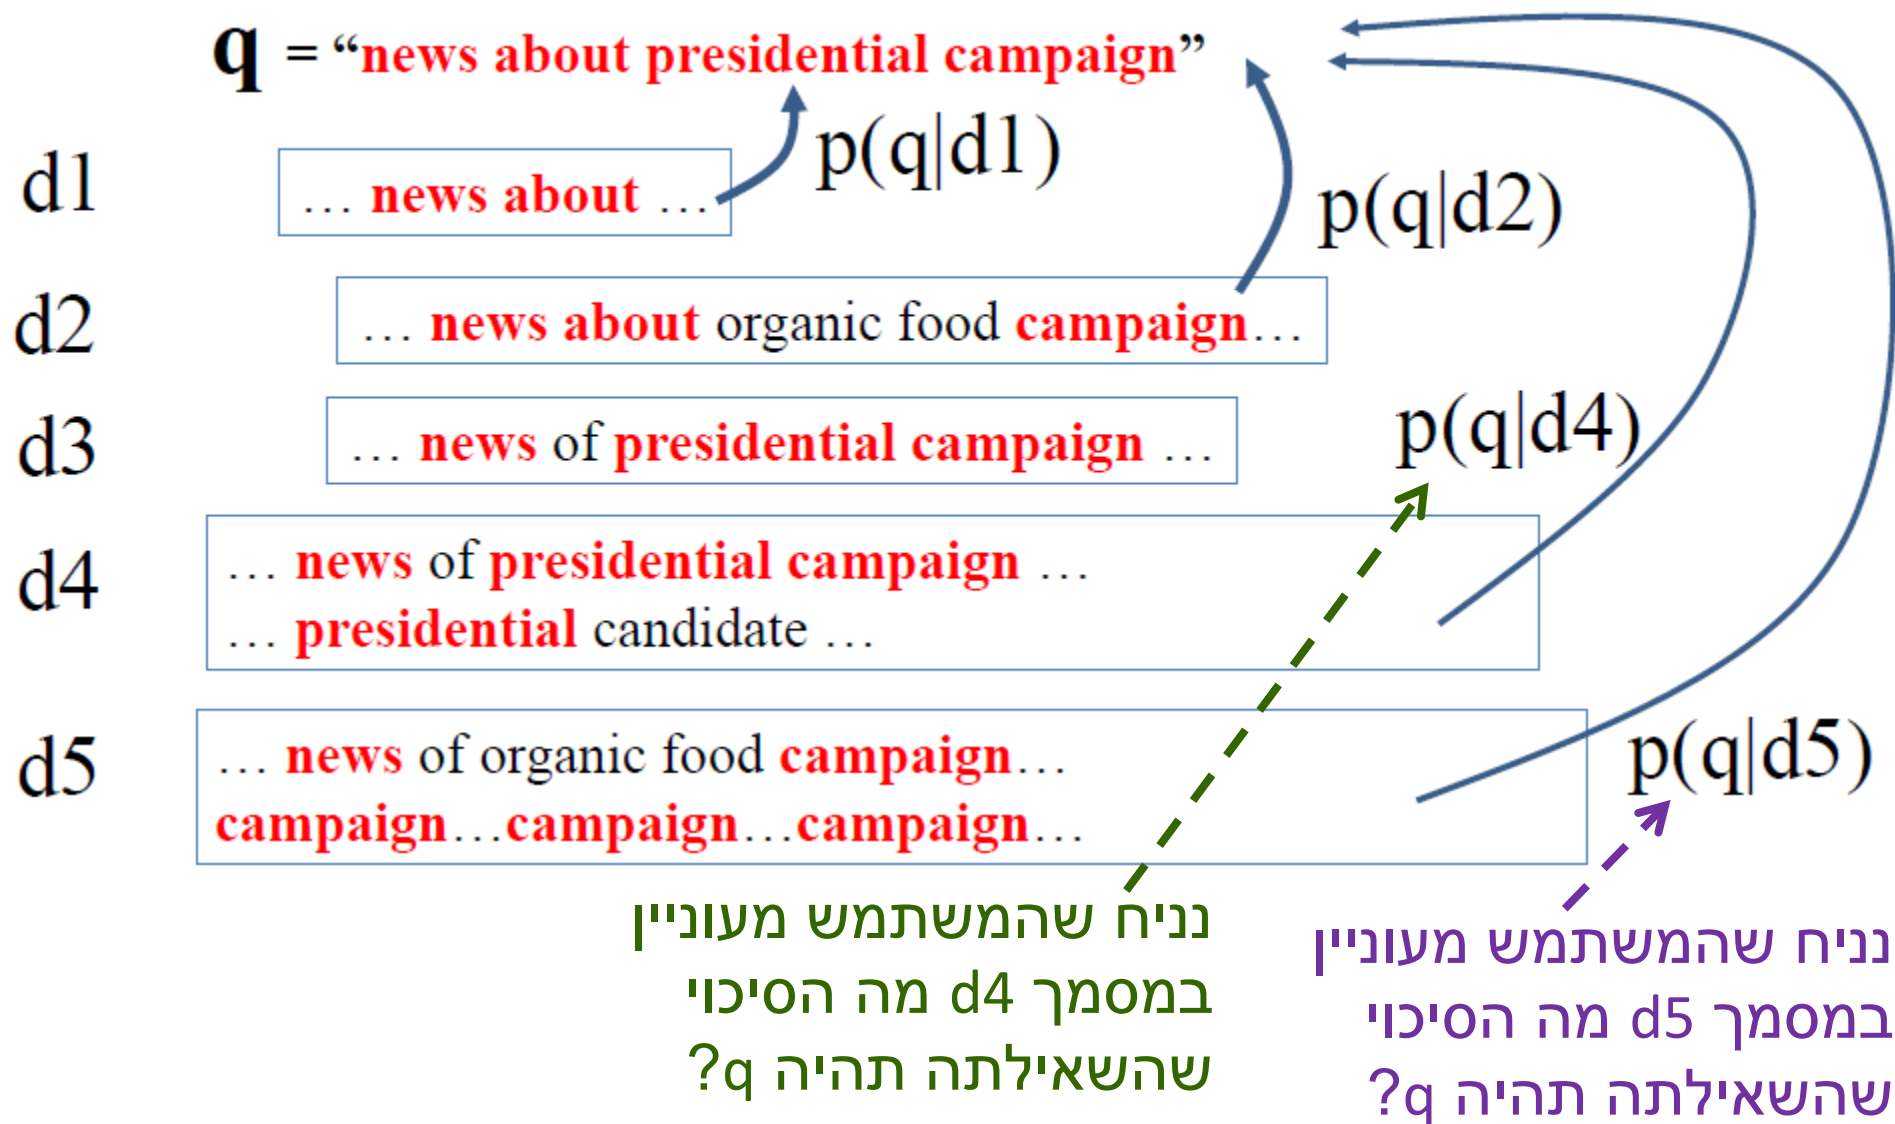 q = “news about presidential campaign”
p(q|d1)
d1
… news about …
p(q|d2)
d2
… news about organic food campaign…
d3
… news of presidential campaign …
p(q|d4)
d4
… news of presidential campaign …
… presidential candidate …
d5
… news of organic food campaign…
campaign…campaign…campaign…
p(q|d5)
נניח שהמשתמש מעוניין
במסמך d4 מה הסיכוי
שהשאילתה תהיה q?
נניח שהמשתמש מעוניין
במסמך d5 מה הסיכוי
שהשאילתה תהיה q?